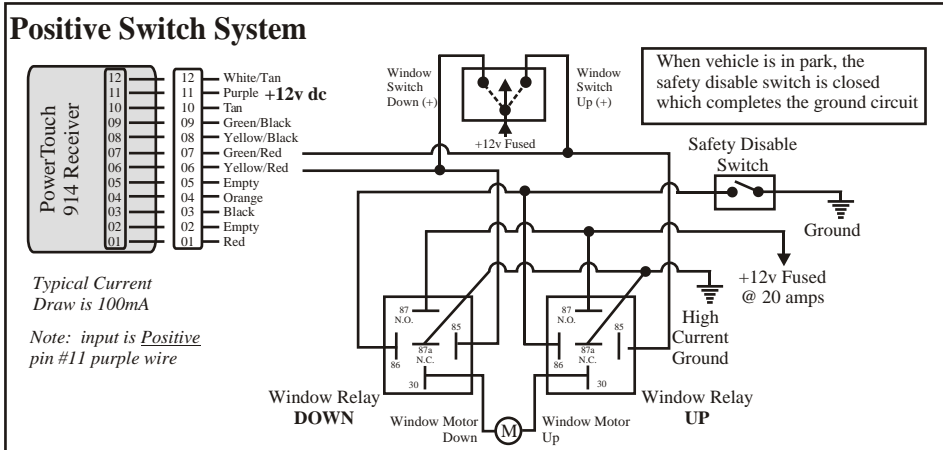 Positive Switch System
PowerTouch
914 Receiver
12
11
10
09
08
07
06
05
04
03
02
01
12 White/Tan
11 Purple +12v dc
10 Tan
09 Green/Black
08 Yellow/Black
07 Green/Red
06 Yellow/Red
05 Empty
04 Orange
03 Black
02 Empty
01 Red
Typical Current
Draw is 100mA
Note: input is Positive
pin #11 purple wire
Window
Switch
Down (+)
Window
Switch
Up (+)
+12v Fused
When vehicle is in park, the
safety disable switch is closed
which completes the ground circuit
Safety Disable
Switch
Ground
+12v Fused
@ 20 amps
High
Current
Ground
87
N.O.
85
86
87a
N.C.
30
87
N.O.
85
86
87a
N.C.
30
Window Relay
DOWN
Window Relay
UP
Window Motor
Down
M
Window Motor
Up